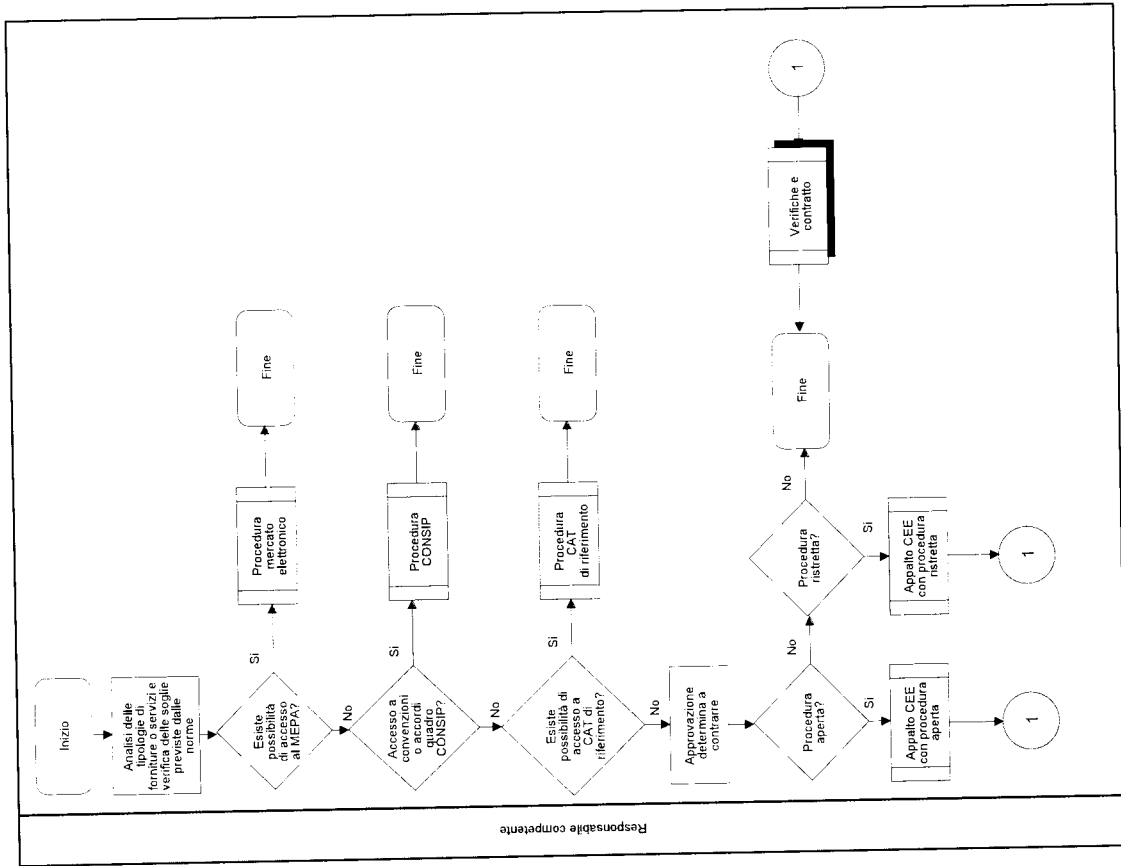 Responsabile competente
Inizio
Analisi delle
tipologie di
forniture o servizi e
verifica delle soglie
previste dalle
norme
Esiste
possibilità
di accesso
al MEPA?
Si
Procedura
mercato
elettronico
Fine
No
Accesso a
convenzioni
o accordi
quadro
CONSIP?
Si
Procedura
CONSIP
Fine
No
Esiste
possibilità di
accesso a
CAT di
riferimento?
Si
Procedura
CAT
di riferimento
Fine
No
Approvazione
determina a
contrarre
Procedura
aperta?
No
Procedura
ristretta?
No
Fine
Verifiche e
contratto
1
Si
Appalto CEE
con procedura
aperta
1
Si
Appalto CEE
con procedura
ristretta
1